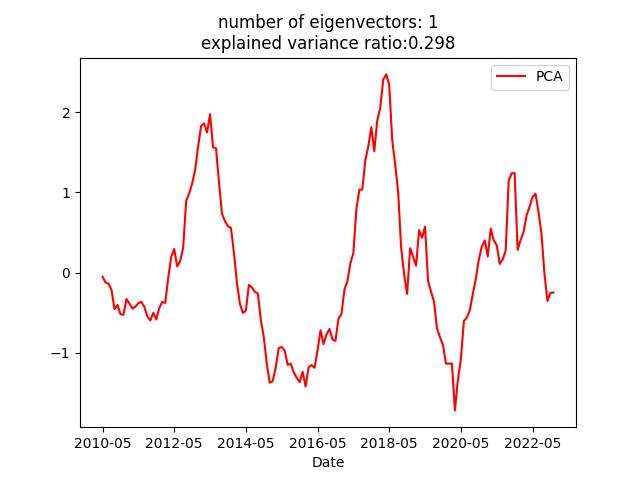 number of eigenvectors: 1
explained variance ratio:0.298
PCA
2
1
0
−1
2010-05 2012-05 2014-05 2016-05 2018-05 2020-05 2022-05
Date